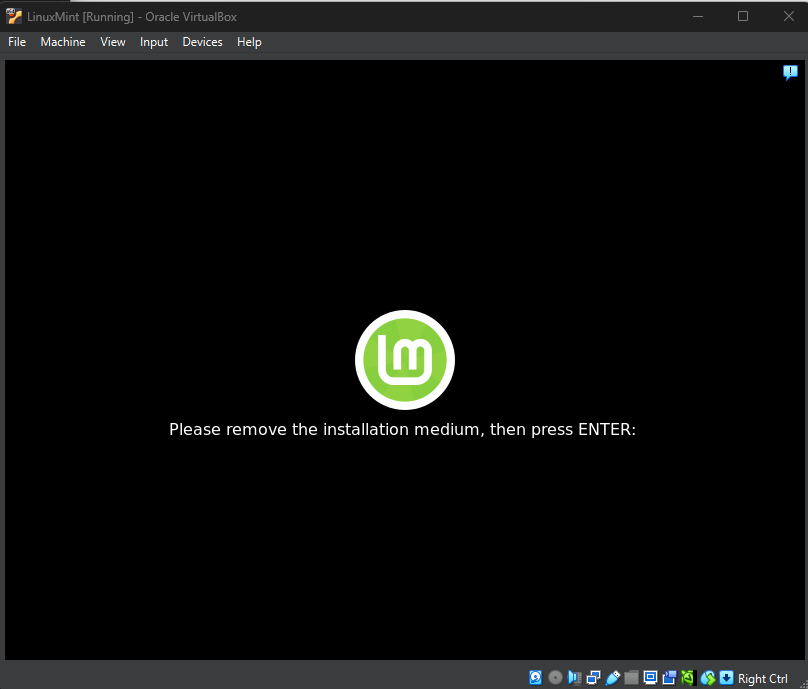 LinuxMint [Running] - Oracle VirtualBox
File Machine View Input Devices Help
Please remove the installation medium, then press ENTER:
Right Ctrl